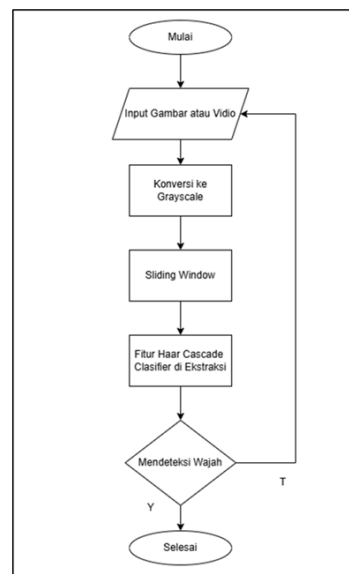 Mulai
Input Gambar atau Vidio
Konversi ke
Grayscale
Sliding Window
Fitur Haar Cascade
Clasifier di Ekstraksi
Mendeteksi Wajah
T
Y
Selesai